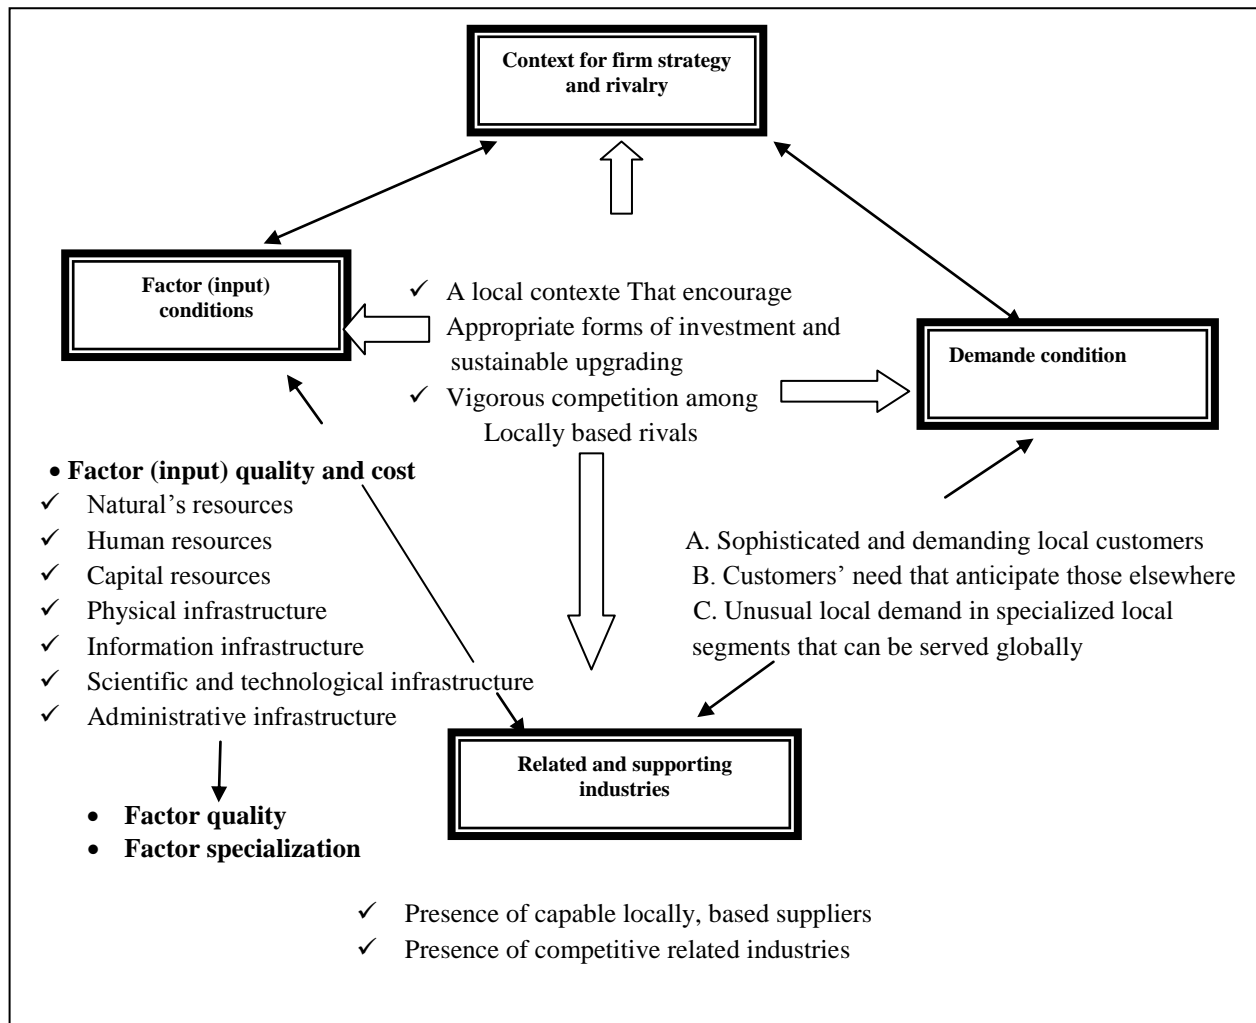 Context for firm strategy
and rivalry
Factor (input)
conditions
✓ A local contexte That encourage
Appropriate forms of investment and
sustainable upgrading
✓ Vigorous competition among
Locally based rivals
Demande condition
• Factor (input) quality and cost
✓ Natural’s resources
✓ Human resources
✓ Capital resources
✓ Physical infrastructure
✓ Information infrastructure
✓ Scientific and technological infrastructure
✓ Administrative infrastructure
A. Sophisticated and demanding local customers
B. Customers’ need that anticipate those elsewhere
C. Unusual local demand in specialized local
segments that can be served globally
Related and supporting
industries
• Factor quality
• Factor specialization
✓ Presence of capable locally, based suppliers
✓ Presence of competitive related industries